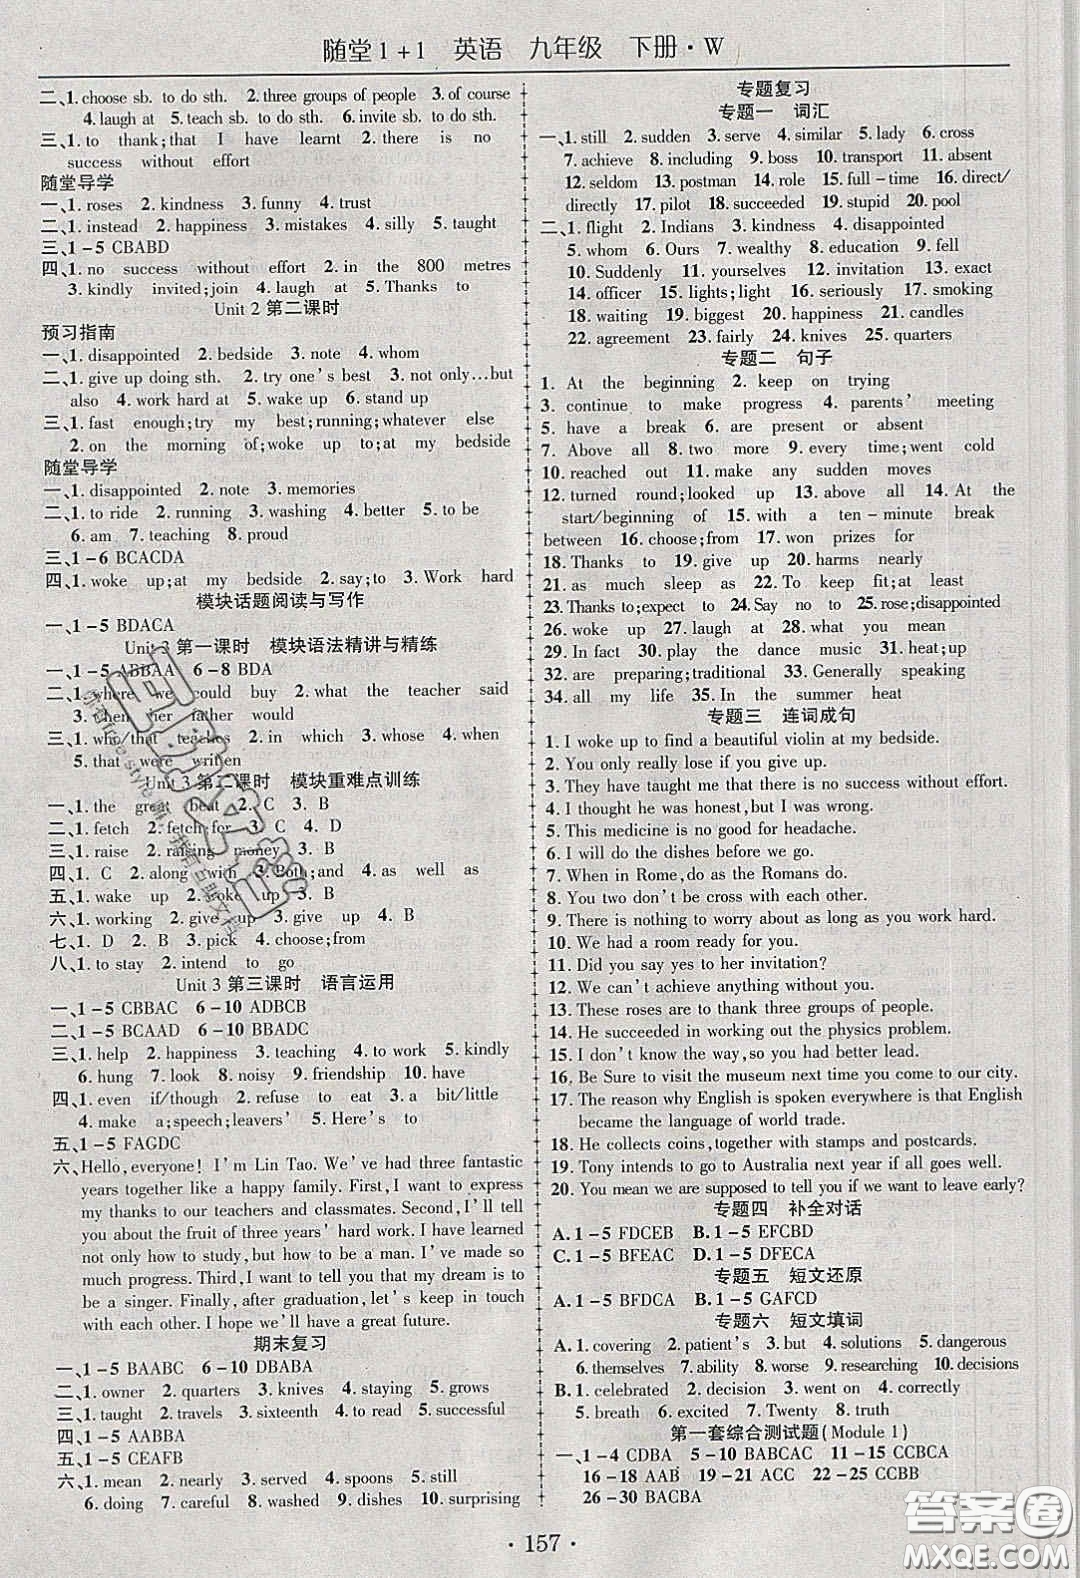 随堂1+1 英语 九年级 下册·W
二、1. choose sb. to do sth. 2. three groups of people 3. of course
4. laugh at 5. teach sb. to do sth. 6. invite sb. to do sth.
三、1. to thank;that I have learnt 2. there is no
success without effort
随堂导学
一、1. roses 2. kindness 3. funny 4. trust
二、1. instead 2. happiness 3. mistakes 4. silly 5. taught
三、1-5 CBABD
四、1. no success without effort 2. in the 800 metres
3. kindly invited;join 4. laugh at 5. Thanks to
Unit 2 第二课时
预习指南
一、1. disappointed 2. bedside 3. note 4. whom
二、1. give up doing sth. 2. try one's best 3. not only…but
also 4. work hard at 5. wake up 6. stand up
三、1. fast enough;try my best;running;whatever else
2. on the morning of;woke up to;at my bedside
随堂导学
一、1. disappointed 2. note 3. memories
二、1. to ride 2. running 3. washing 4. better 5. to be
6. am 7. teaching 8. proud
三、1-6 BCACDA
四、1. woke up;at my bedside 2. say;to 3. Work hard
模块话题阅读与写作
一、1-5 BDACA
Unit 3 第一课时 模块语法精讲与精练
一、1-5 ABBAA 6-8 BDA
二、1. where we could buy 2. what the teacher said
3. when her father would
三、1. who/that teaches 2. in which 3. whose 4. when
5. that were written
Unit 3 第二课时 模块重难点训练
一、1. the great beat 2. C 3. B
二、1. fetch 2. fetch;for 3. C 4. D
三、1. raise 2. raising money 3. B
四、1. C 2. along with 3. Both;and 4. as well as
五、1. wake up 2. woke up 3. B
六、1. working 2. give up 3. give up 4. B
七、1. D 2. B 3. pick 4. choose;from
八、1. to stay 2. intend to go
Unit 3 第三课时 语言运用
一、1-5 CBBAC 6-10 ADBCB
二、1-5 BCAAD 6-10 BBADC
三、1. help 2. happiness 3. teaching 4. to work 5. kindly
6. hung 7. look 8. noisy 9. friendship 10. have
四、1. even if/though 2. refuse to eat 3. a bit/little
4. make a;speech;leavers' 5. Here's to
五、1-5 FAGDC
六、Hello, everyone! I'm Lin Tao. We've had three fantastic
years together like a happy family. First, I want to express
my thanks to our teachers and classmates. Second, I'll tell
you about the fruit of three years' hard work. I have learned
not only how to study, but how to be a man. I've made so
much progress. Third, I want to tell you that my dream is to
be a singer. Finally, after graduation, let's keep in touch
with each other. I hope we'll have a great future.
期末复习
一、1-5 BAABC 6-10 DBABA
二、1. owner 2. quarters 3. knives 4. staying 5. grows
三、1. taught 2. travels 3. sixteenth 4. to read 5. successful
四、1-5 AABBA
五、1-5 CEAFB
六、1. mean 2. nearly 3. served 4. spoons 5. still
6. doing 7. careful 8. washed 9. dishes 10. surprising
专题复习
专题一 词汇
一、1. still 2. sudden 3. serve 4. similar 5. lady 6. cross
7. achieve 8. including 9. boss 10. transport 11. absent
12. seldom 13. postman 14. role 15. full-time 16. direct/
directly 17. pilot 18. succeeded 19. stupid 20. pool
二、1. flight 2. Indians 3. kindness 4. disappointed
5. whom 6. Ours 7. wealthy 8. education 9. fell
10. Suddenly 11. yourselves 12. invitation 13. exact
14. officer 15. lights;light 16. seriously 17. smoking
18. waiting 19. biggest 20. happiness 21. candles
22. agreement 23. fairly 24. knives 25. quarters
专题二 句子
1. At the beginning 2. keep on trying
3. continue to make progress 4. parents' meeting
5. have a break 6. are present or absent
7. Above all 8. two more 9. every time;went cold
10. reached out 11. make any sudden moves
12. turned round;looked up 13. above all 14. At the
start/beginning of 15. with a ten-minute break
between 16. choose;from 17. won prizes for
18. Thanks to 19. give up 20. harms nearly
21. as much sleep as 22. To keep fit;at least
23. Thanks to;expect to 24. Say no to 25. rose;disappointed
26. woke up 27. laugh at 28. my favourite of
29. In fact 30. play the dance music 31. heat;up
32. are preparing;traditional 33. Generally speaking
34. all my life 35. In the summer heat
专题三 连词成句
1. I woke up to find a beautiful violin at my bedside.
2. You only really lose if you give up.
3. They have taught me that there is no success without effort.
4. I thought he was honest, but I was wrong.
5. This medicine is no good for headache.
6. I will do the dishes before we go.
7. When in Rome, do as the Romans do.
8. You two don't be cross with each other.
9. There is nothing to worry about as long as you work hard.
10. We had a room ready for you.
11. Did you say yes to her invitation?
12. We can't achieve anything without your help.
13. These roses are to thank three groups of people.
14. He succeeded in working out the physics problem.
15. I don't know the way, so you had better lead.
16. Be Sure to visit the museum next time you come to our city.
17. The reason why English is spoken everywhere is that English
became the language of world trade.
18. He collects coins, together with stamps and postcards.
19. Tony intends to go to Australia next year if all goes well.
20. You mean we are supposed to tell you if we want to leave early?
专题四 补全对话
A. 1-5 FDCEB B. 1-5 EFCBD
C. 1-5 BFEAC D. 1-5 DFECA
专题五 短文还原
A. 1-5 BFDCA B. 1-5 GAFCD
专题六 短文填词
A. 1. covering 2. patient's 3. but 4. solutions 5. dangerous
6. themselves 7. ability 8. worse 9. researching 10. decisions
B. 1. celebrated 2. decision 3. went on 4. correctly
5. breath 6. excited 7. Twenty 8. truth
第一套综合测试题(Module 1)
一、1-4 CDBA 5-10 BABCAC 11-15 CCBCA
16-18 AAB 19-21 ACC 22-25 CCBB
26-30 BACBA
·157·
答案圈
MXQE.COM